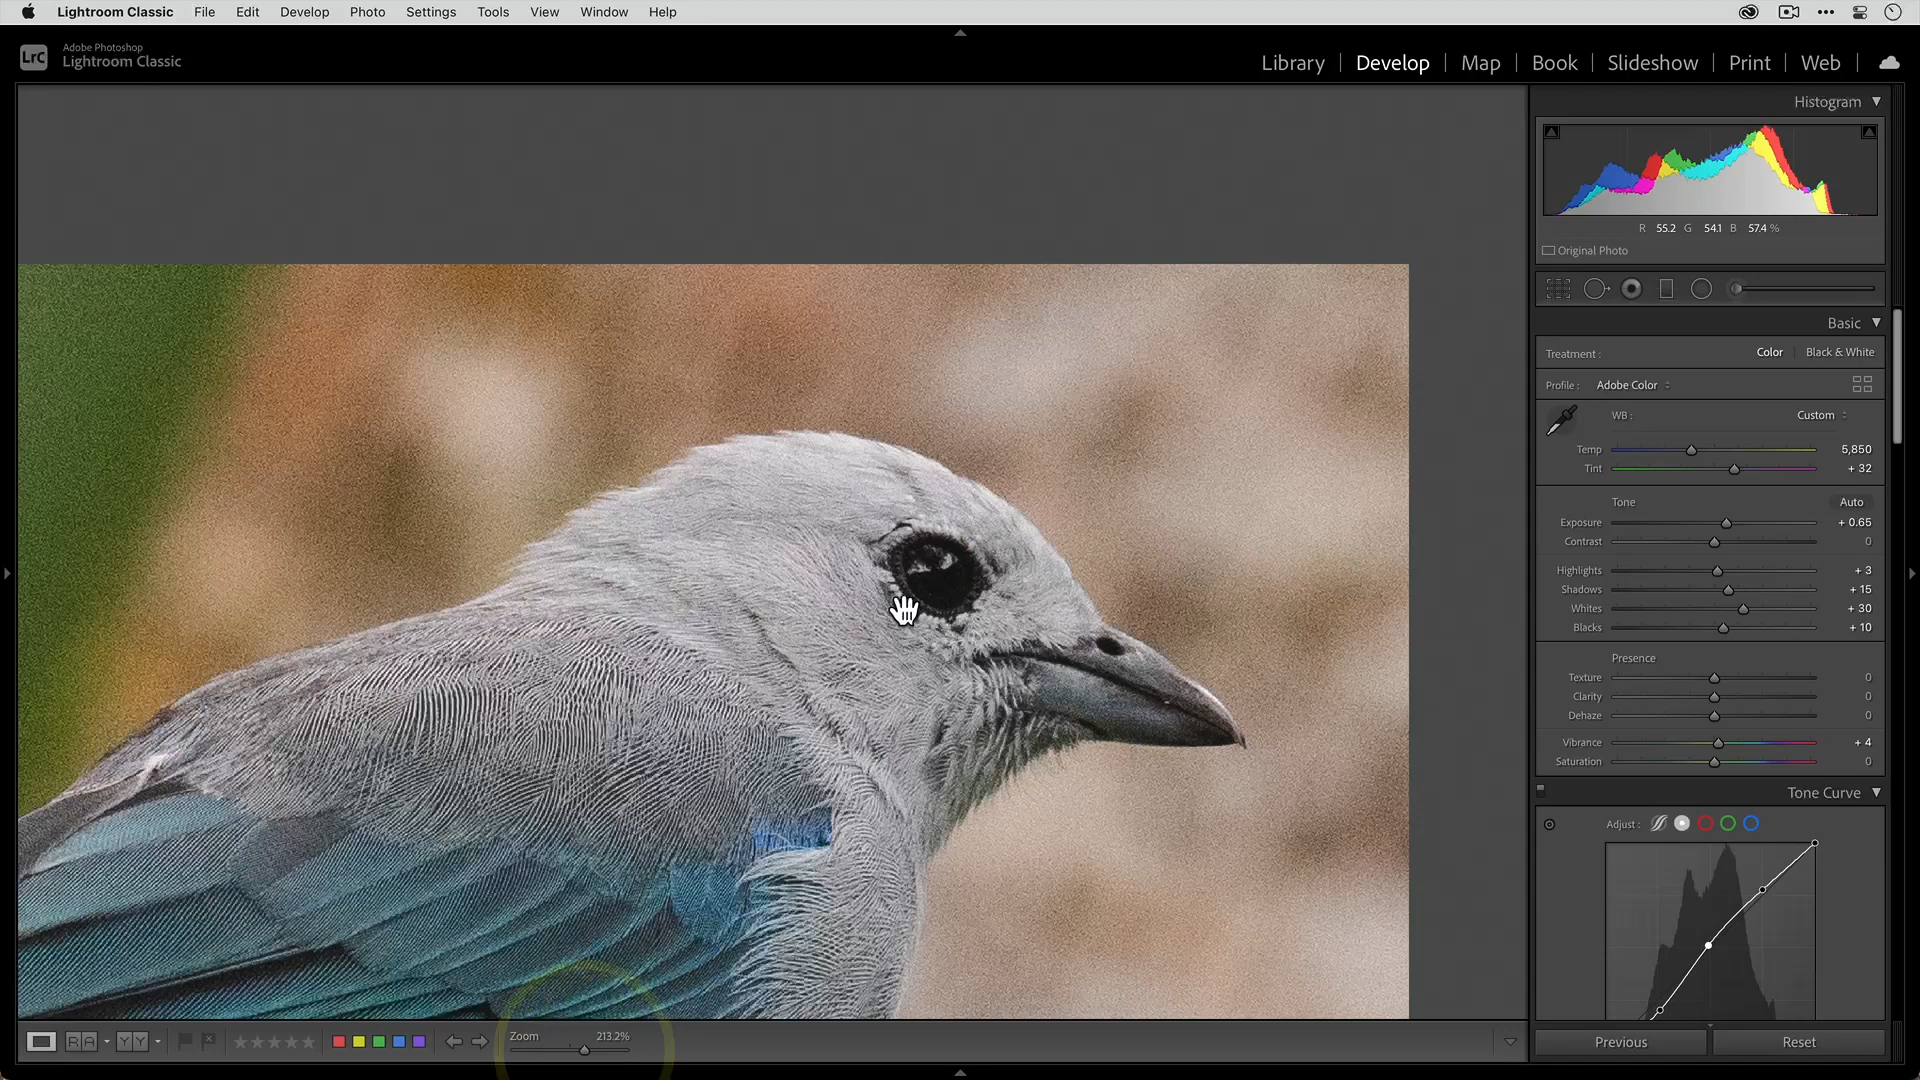 Lightroom Classic File Edit Develop Photo Settings Tools View Window Help
LrC
Adobe Photoshop
Lightroom Classic
Library Develop Map Book Slideshow Print Web
Histogram
R 55.2 G 54.1 B 57.4 %
Original Photo
Basic
Treatment : Color Black & White
Profile : Adobe Color
WB : Custom
Temp 5,850
Tint + 32
Tone Auto
Exposure + 0.65
Contrast 0
Highlights + 3
Shadows + 15
Whites + 30
Blacks + 10
Presence
Texture 0
Clarity 0
Dehaze 0
Vibrance + 4
Saturation 0
Tone Curve
Adjust :
R A Y Y Zoom 213.2%
Previous Reset